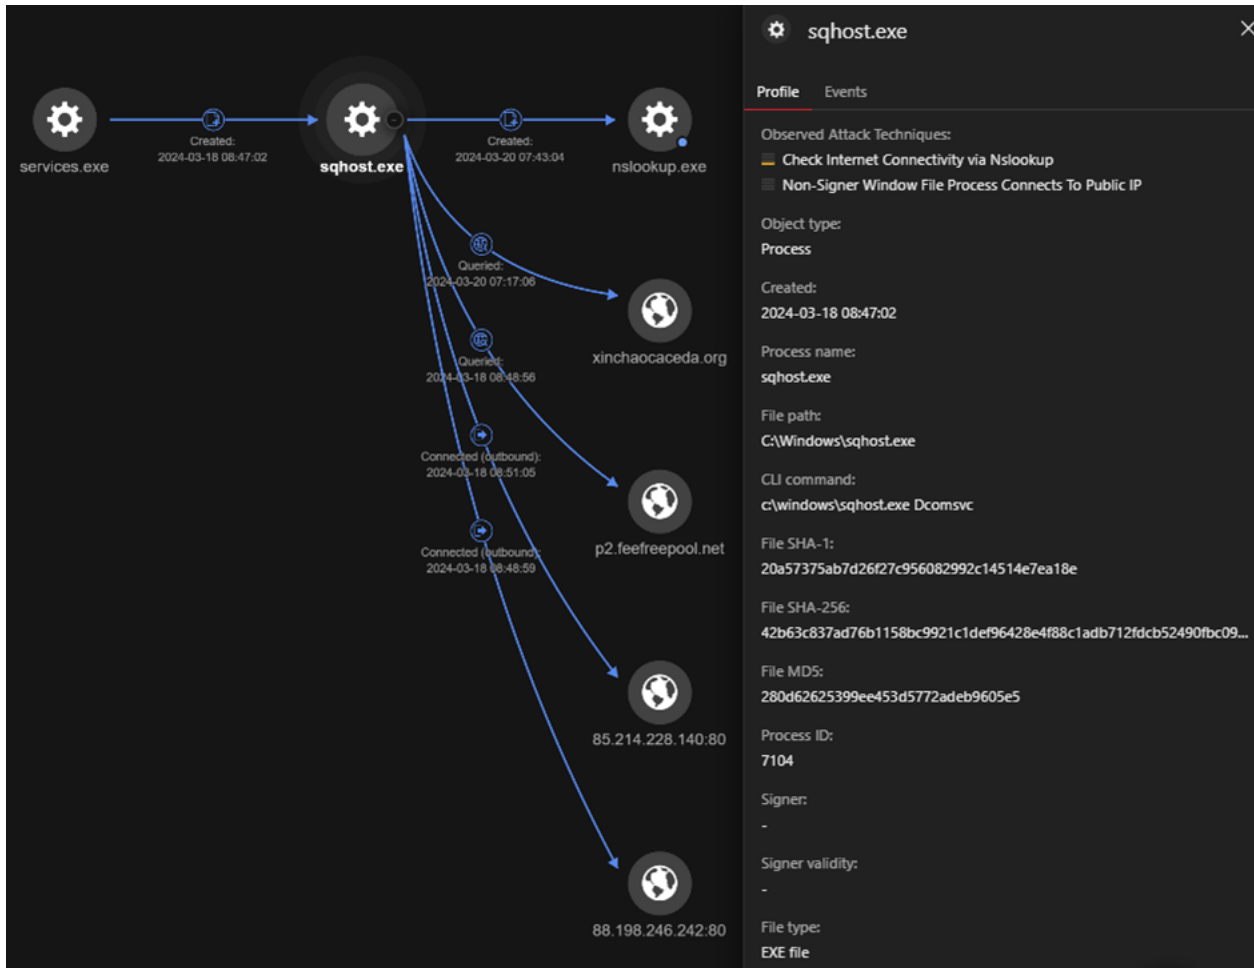 services.exe
Created:
2024-03-18 08:47:02
sqhost.exe
Created:
2024-03-20 07:43:04
nslookup.exe
Queried:
2024-03-20 07:17:06
xinchaocaceda.org
Queried:
2024-03-18 08:48:56
p2.feefreepool.net
Connected (outbound):
2024-03-18 08:51:05
85.214.228.140:80
Connected (outbound):
2024-03-18 08:48:59
88.198.246.242:80
sqhost.exe
Profile Events
Observed Attack Techniques:
Check Internet Connectivity via Nslookup
Non-Signer Window File Process Connects To Public IP
Object type:
Process
Created:
2024-03-18 08:47:02
Process name:
sqhost.exe
File path:
C:\Windows\sqhost.exe
CLI command:
c:\windows\sqhost.exe Dcomsvc
File SHA-1:
20a57375ab7d26f27c956082992c14514e7ea18e
File SHA-256:
42b63c837ad76b1158bc9921c1def96428e4f88c1adb712fdcb52490fbc09...
File MD5:
280d62625399ee453d5772adeb9605e5
Process ID:
7104
Signer:
-
Signer validity:
-
File type:
EXE file